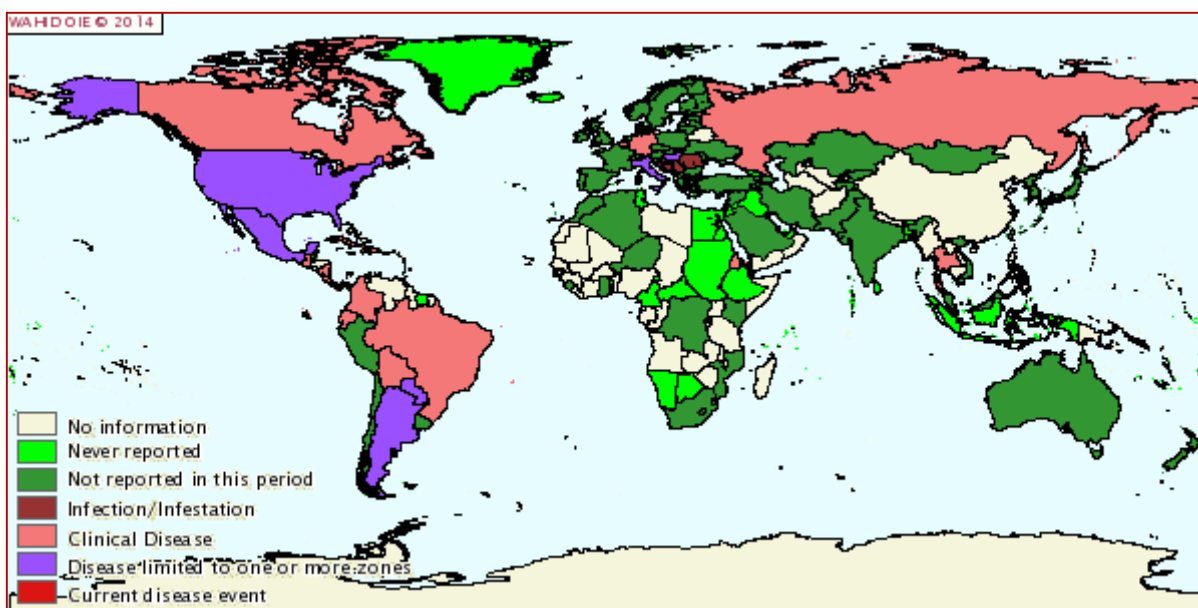 WAHID OIE © 2014
No information
Never reported
Not reported in this period
Infection/Infestation
Clinical Disease
Disease limited to one or more zones
Current disease event